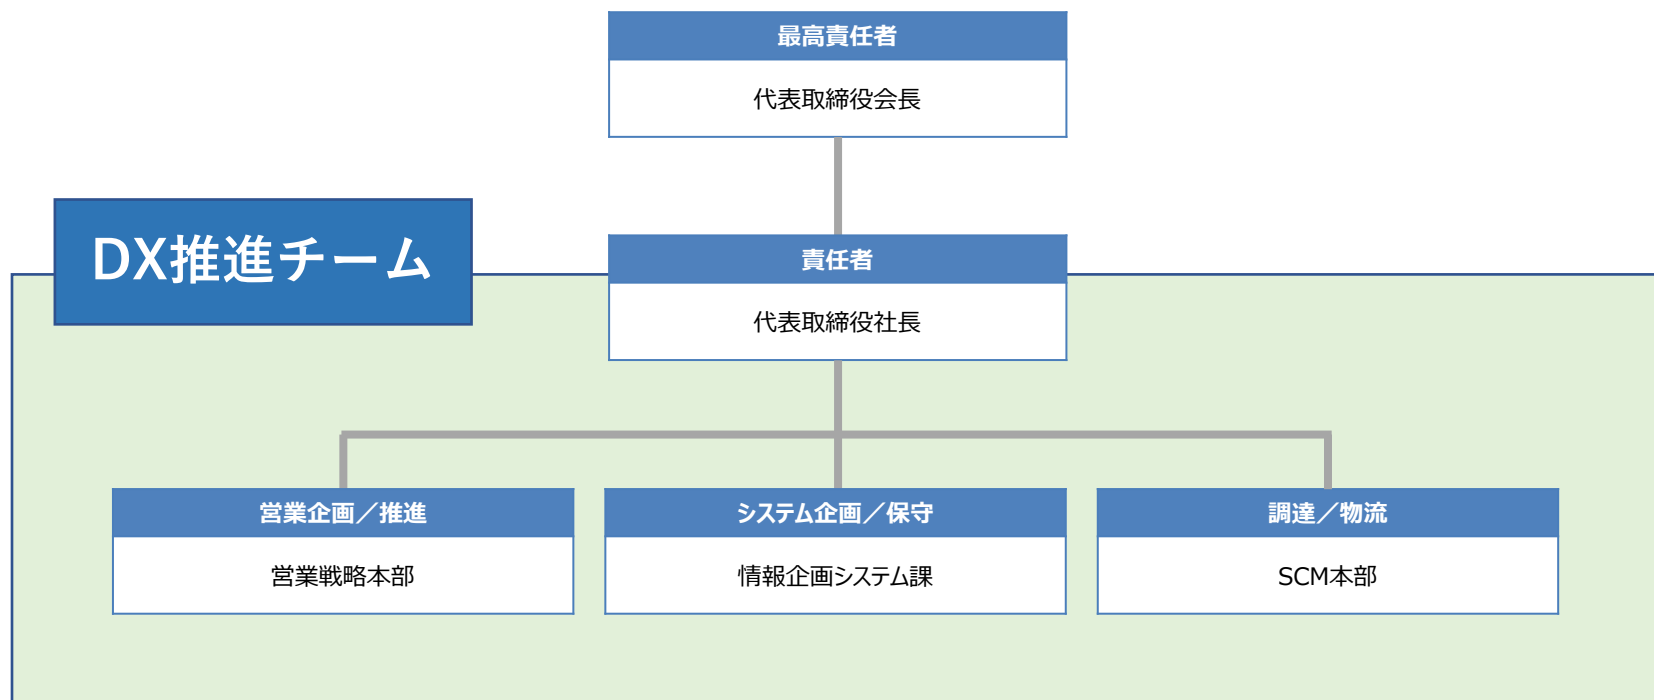 最高責任者
代表取締役会長
DX推進チーム
責任者
代表取締役社長
営業企画／推進
営業戦略本部
システム企画／保守
情報企画システム課
調達／物流
SCM本部